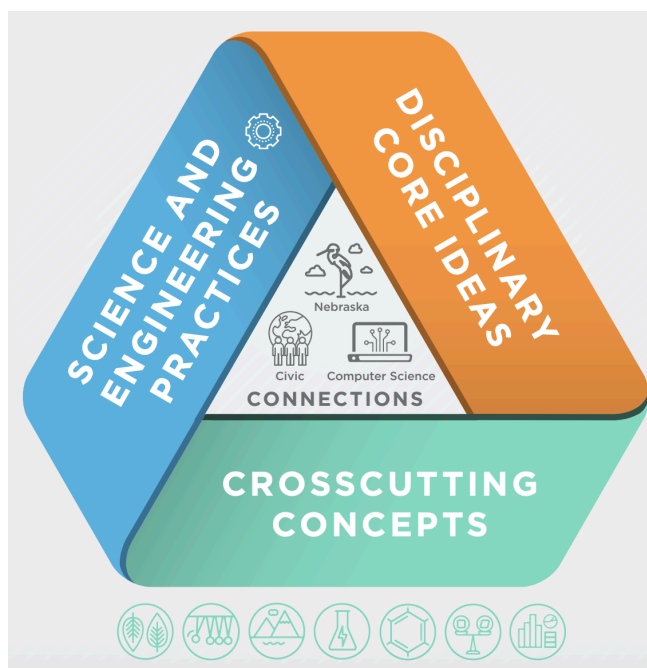 SCIENCE AND
ENGINEERING
PRACTICES
DISCIPLINARY
CORE IDEAS
Nebraska
Civic
Computer Science
CONNECTIONS
CROSSCUTTING
CONCEPTS